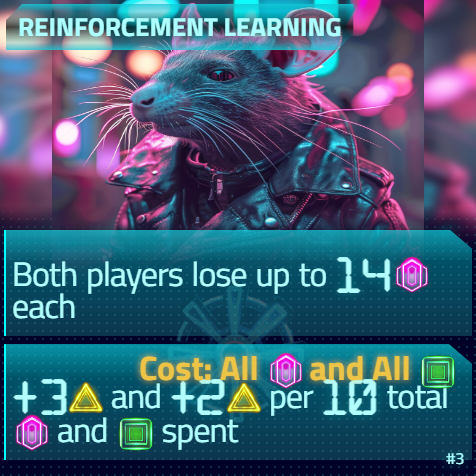 REINFORCEMENT LEARNING
Both players lose up to 14
each
Cost: All and All
+3 and +2 per 10 total
and spent
#3